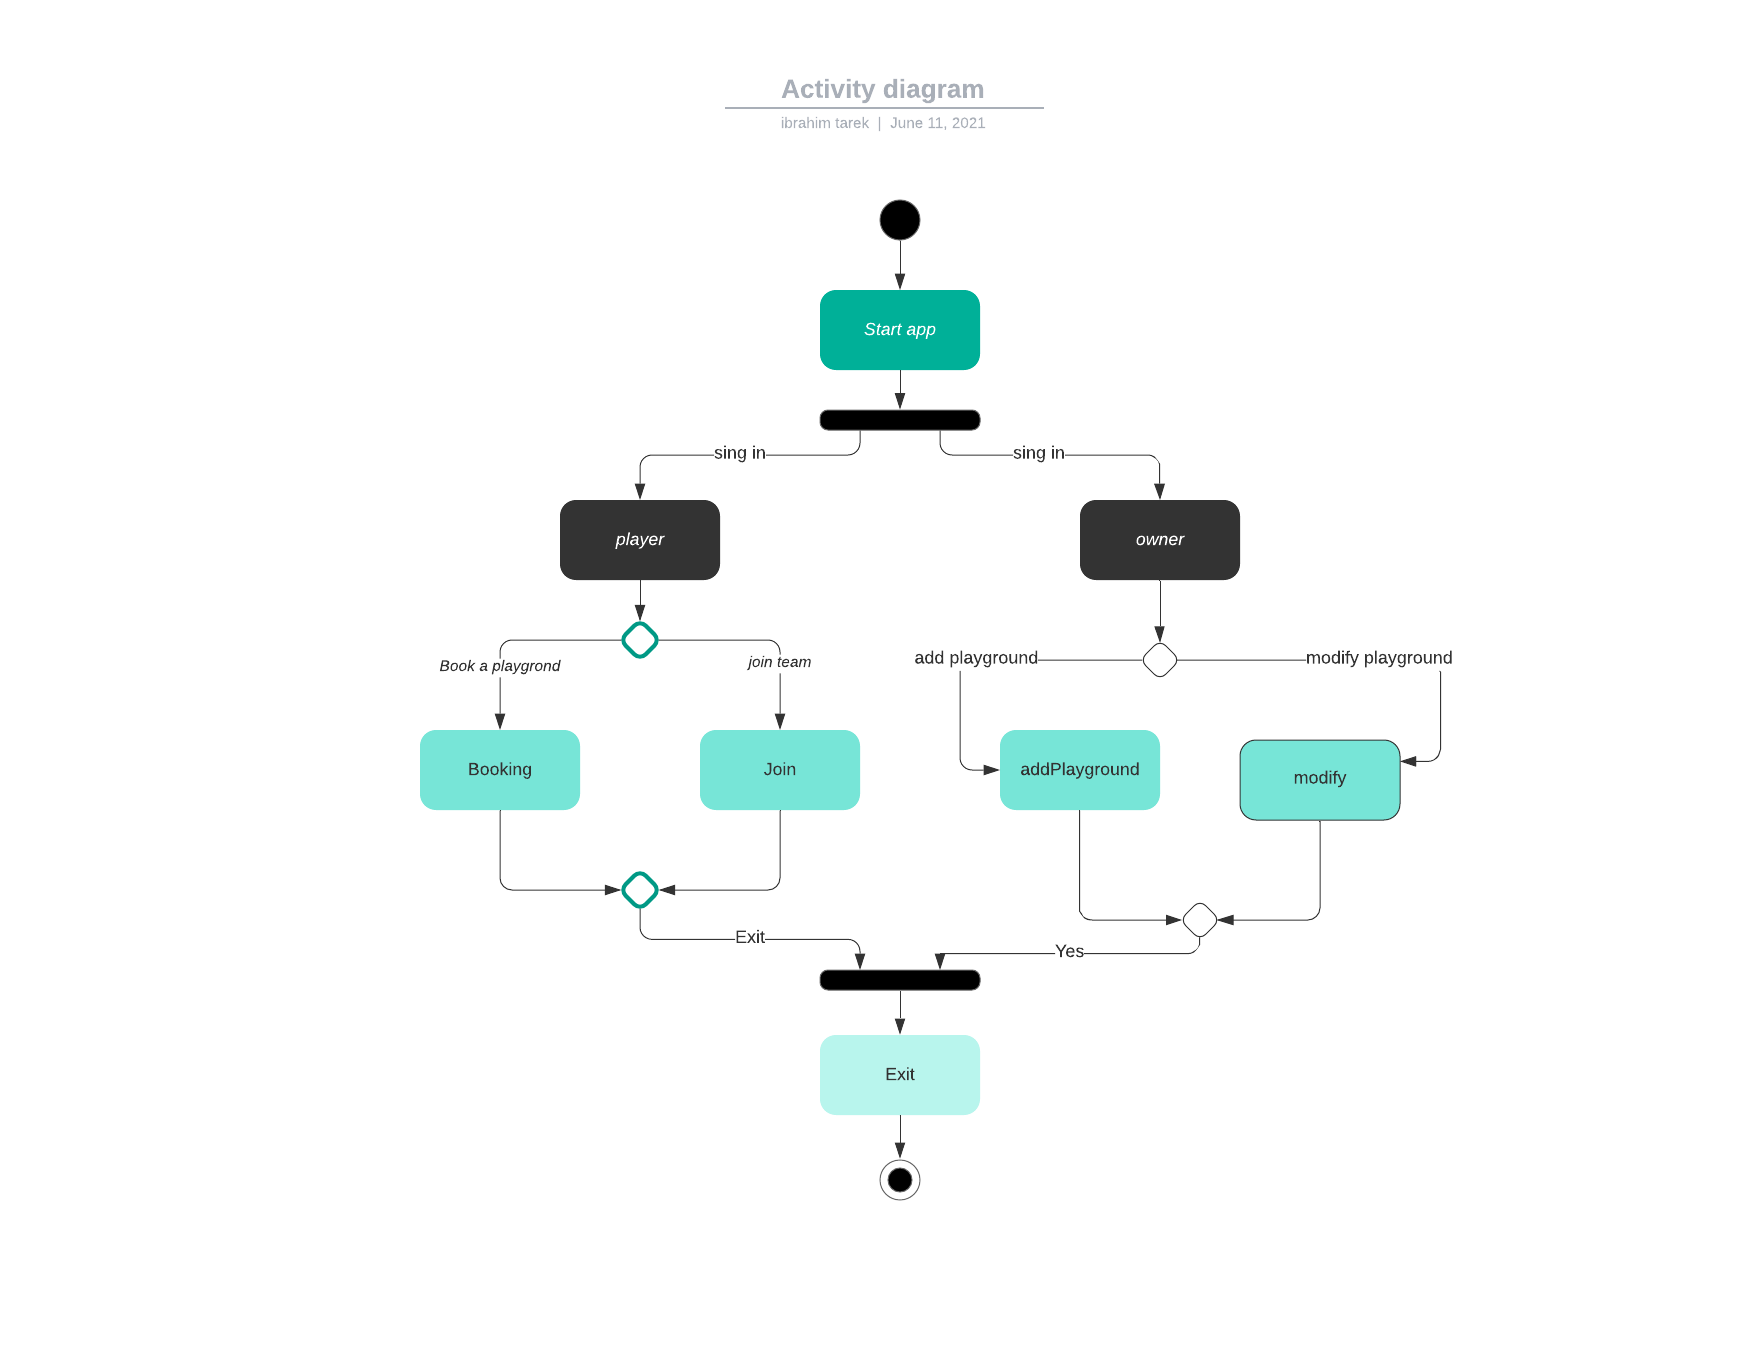 Activity diagram
ibrahim tarek | June 11, 2021
Start app
sing in
sing in
player
owner
Book a playgrond
join team
add playground
modify playground
Booking
Join
addPlayground
modify
Exit
Yes
Exit